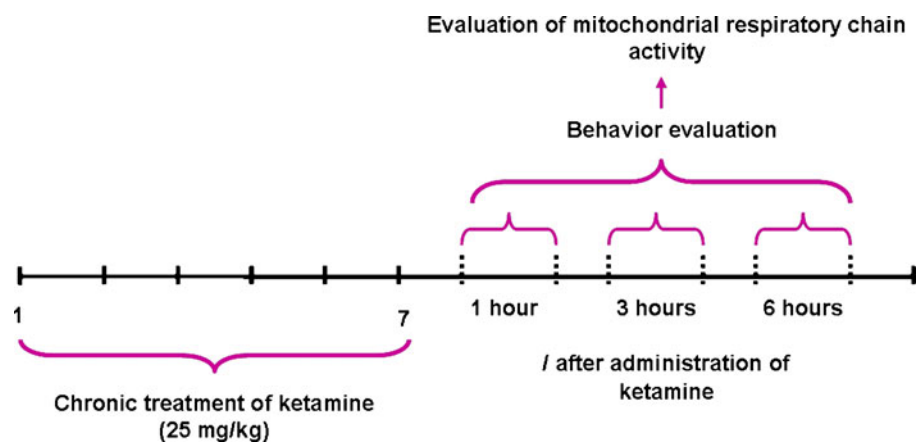 Evaluation of mitochondrial respiratory chain
activity
Behavior evaluation
1
7
1 hour
3 hours
6 hours
Chronic treatment of ketamine
(25 mg/kg)
/ after administration of
ketamine